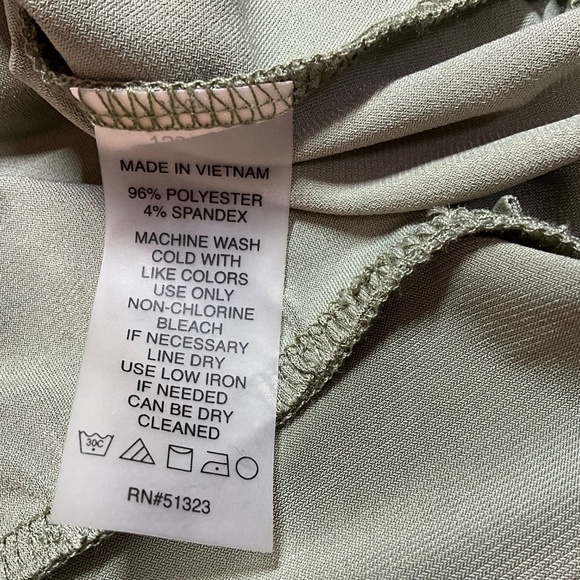 MADE IN VIETNAM
96% POLYESTER
4% SPANDEX
MACHINE WASH
COLD WITH
LIKE COLORS
USE ONLY
NON-CHLORINE
BLEACH
IF NECESSARY
LINE DRY
USE LOW IRON
IF NEEDED
CAN BE DRY
CLEANED
30C
RN#51323